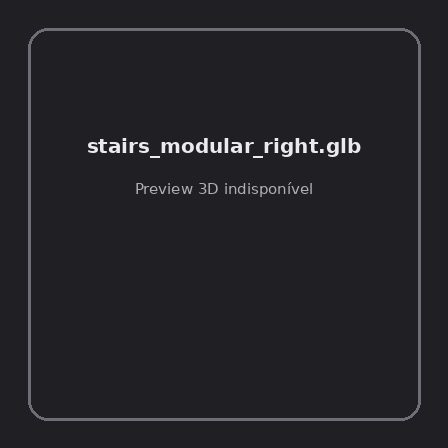 stairs_modular_right.glb
Preview 3D indisponível